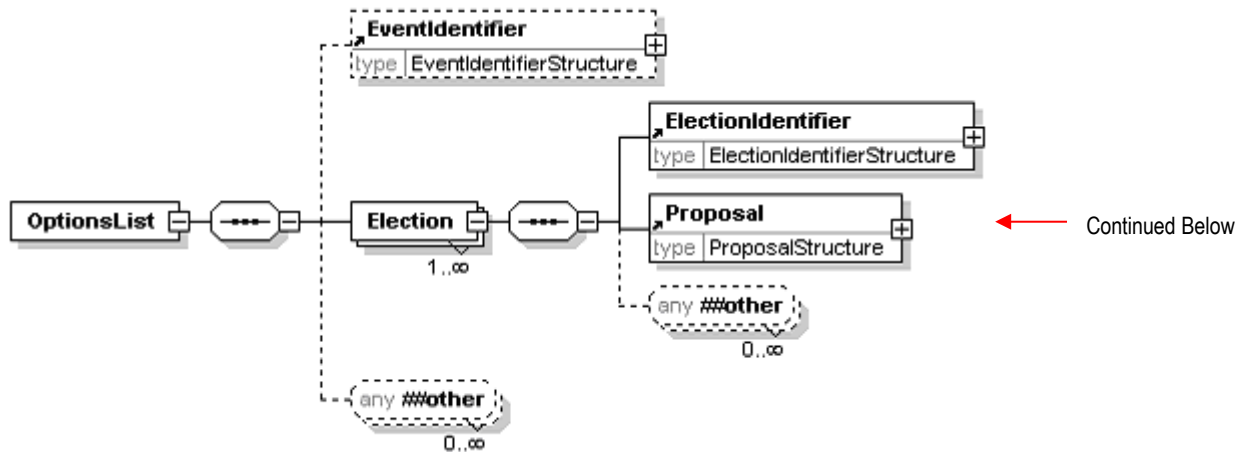 EventIdentifier
type EventIdentifierStructure
ElectionIdentifier
type ElectionIdentifierStructure
OptionsList
Election
1..∞
Proposal
type ProposalStructure
Continued Below
any ##other
0..∞
any ##other
0..∞